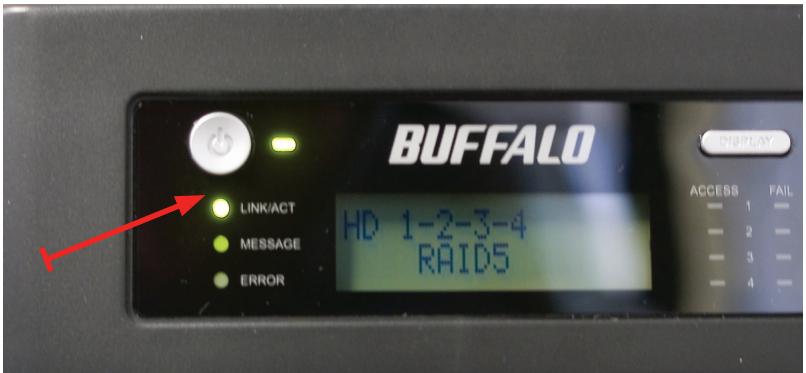 BUFFALO
DISPLAY
LINK/ACT
MESSAGE
ERROR
HD 1-2-3-4
RAID5
ACCESS FAIL
1
2
3
4